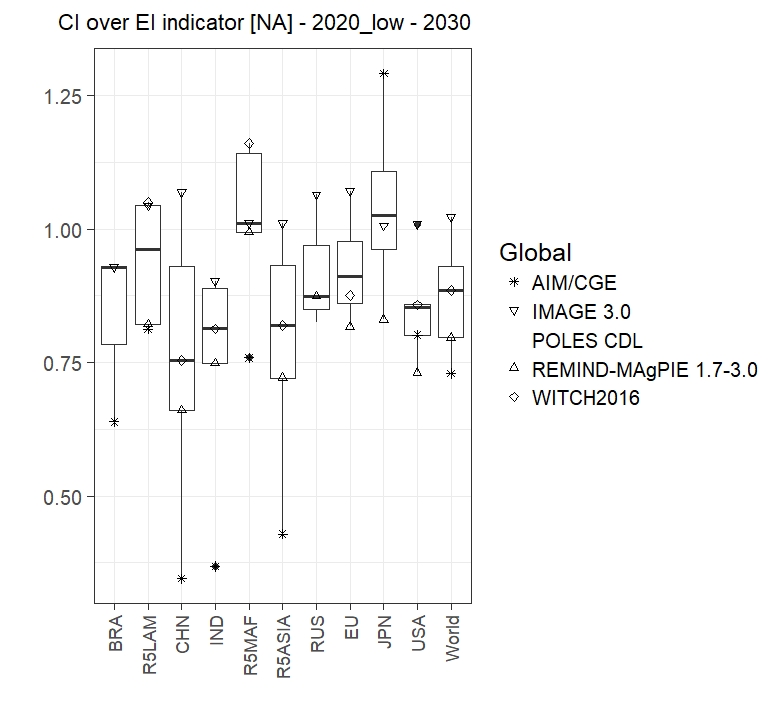 CI over EI indicator [NA] - 2020_low - 2030
1.25
1.00
0.75
0.50
BRA
R5LAM
CHN
IND
R5MAF
R5ASIA
RUS
EU
JPN
USA
World
Global
AIM/CGE
IMAGE 3.0
POLES CDL
REMIND-MAgPIE 1.7-3.0
WITCH2016